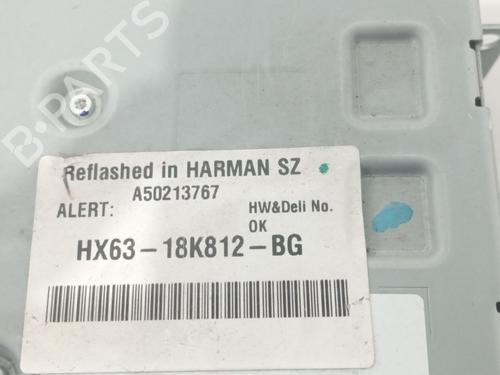 B-PARTS
Reflashed in HARMAN SZ
A50213767
ALERT:
HW&Deli No.
OK
HX63-18K812-BG